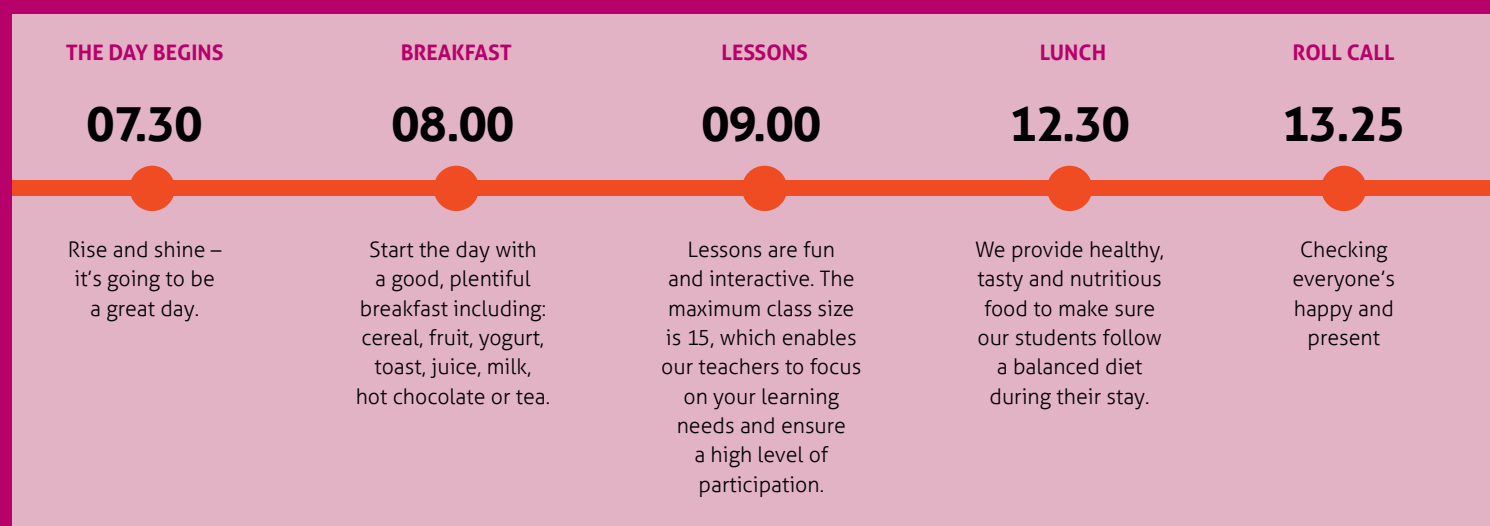 THE DAY BEGINS
07.30
Rise and shine –
it's going to be
a great day.
BREAKFAST
08.00
Start the day with
a good, plentiful
breakfast including:
cereal, fruit, yogurt,
toast, juice, milk,
hot chocolate or tea.
LESSONS
09.00
Lessons are fun
and interactive. The
maximum class size
is 15, which enables
our teachers to focus
on your learning
needs and ensure
a high level of
participation.
LUNCH
12.30
We provide healthy,
tasty and nutritious
food to make sure
our students follow
a balanced diet
during their stay.
ROLL CALL
13.25
Checking
everyone's
happy and
present